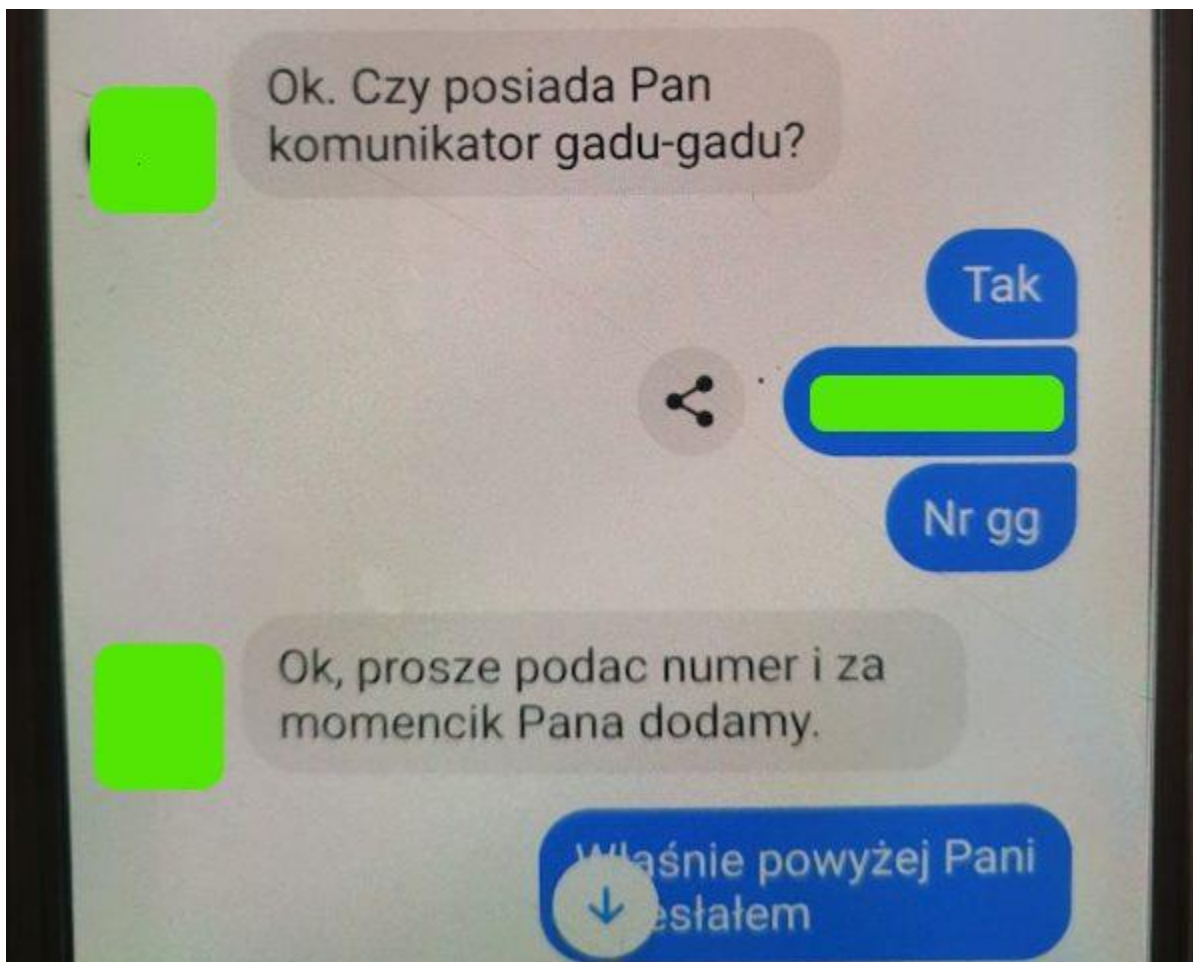 Ok. Czy posiada Pan
komunikator gadu-gadu?
Tak
Nr gg
Ok, prosze podac numer i za
momencik Pana dodamy.
Właśnie powyżej Pani